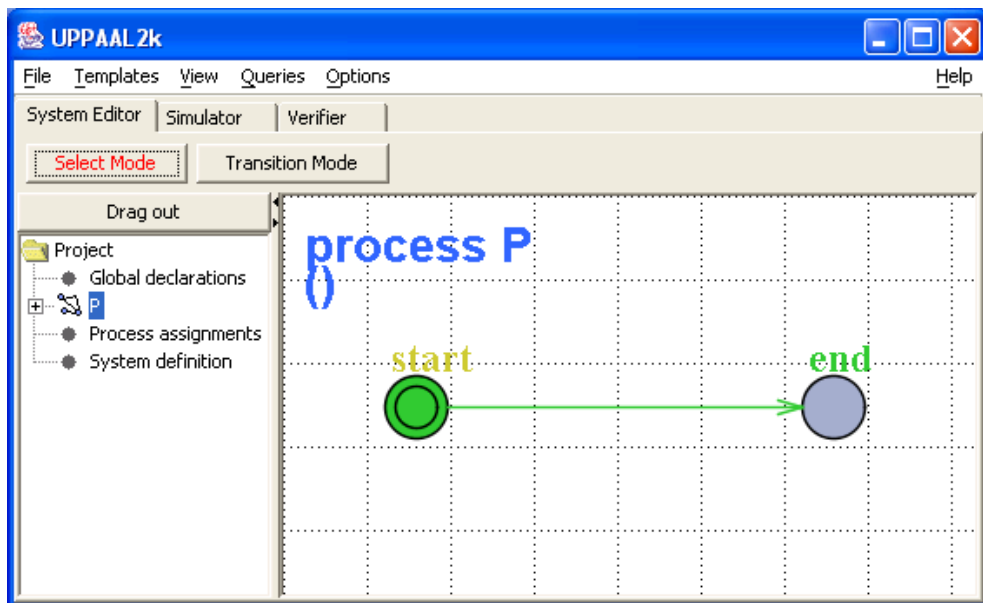 UPPAAL2k
File Templates View Queries Options Help
System Editor Simulator Verifier
Select Mode Transition Mode
Drag out
Project
Global declarations
P
Process assignments
System definition
process P
()
start end